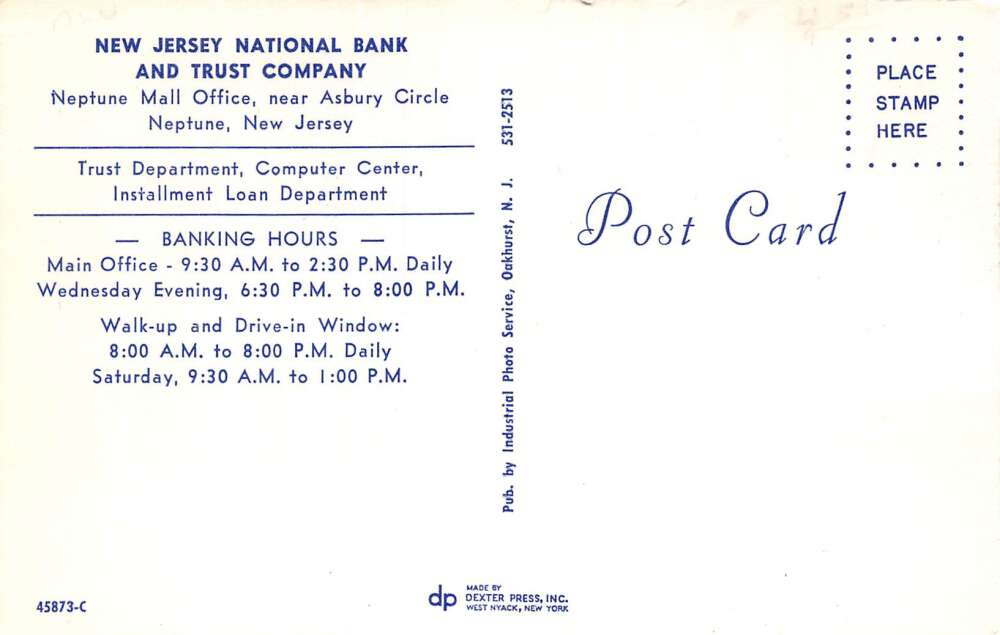 NEW JERSEY NATIONAL BANK
AND TRUST COMPANY
Neptune Mall Office, near Asbury Circle
Neptune, New Jersey
Trust Department, Computer Center,
Installment Loan Department
— BANKING HOURS —
Main Office - 9:30 A.M. to 2:30 P.M. Daily
Wednesday Evening, 6:30 P.M. to 8:00 P.M.
Walk-up and Drive-in Window:
8:00 A.M. to 8:00 P.M. Daily
Saturday, 9:30 A.M. to 1:00 P.M.
45873-C
Pub. by Industrial Photo Service, Oakhurst, N. J. 531-2513
dp
MADE BY
DEXTER PRESS, INC.
WEST NYACK, NEW YORK
PLACE
STAMP
HERE
Post Card